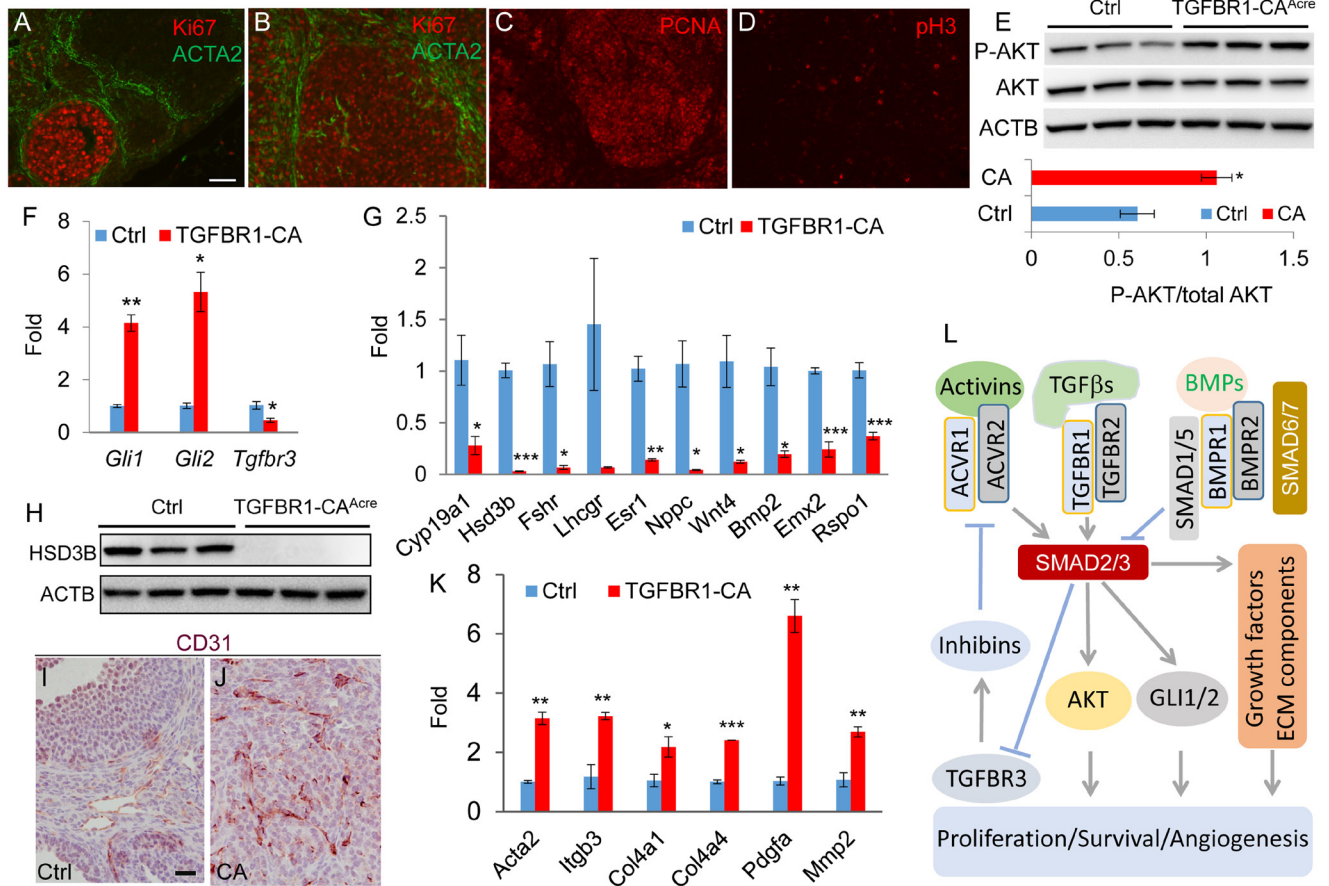 A
Ki67
ACTA2
B
Ki67
ACTA2
C
PCNA
D
pH3
E
Ctrl
TGFBR1-CA^Acre
P-AKT
AKT
ACTB
CA
*
Ctrl
Ctrl
CA
0
0.5
1
1.5
P-AKT/total AKT
F
8
6
4
2
0
Fold
Ctrl
TGFBR1-CA
**
*
*
Gli1
Gli2
Tgfbr3
G
2.5
2
1.5
1
0.5
0
Fold
Ctrl
TGFBR1-CA
*
***
*
**
*
*
*
***
***
Cyp19a1
Hsd3b
Fshr
Lhcgr
Esr1
Nppc
Wnt4
Bmp2
Emx2
Rspo1
H
Ctrl
TGFBR1-CA^Acre
HSD3B
ACTB
CD31
I
Ctrl
J
CA
K
8
6
4
2
0
Fold
Ctrl
TGFBR1-CA
**
**
*
***
**
**
Acta2
Itgb3
Col4a1
Col4a4
Pdgfa
Mmp2
L
Activins
TGFβs
BMPs
ACVR1
ACVR2
TGFBR1
TGFBR2
SMAD1/5
BMPR1
BMPR2
SMAD6/7
SMAD2/3
Inhibins
AKT
GLI1/2
Growth factors
ECM components
TGFBR3
Proliferation/Survival/Angiogenesis